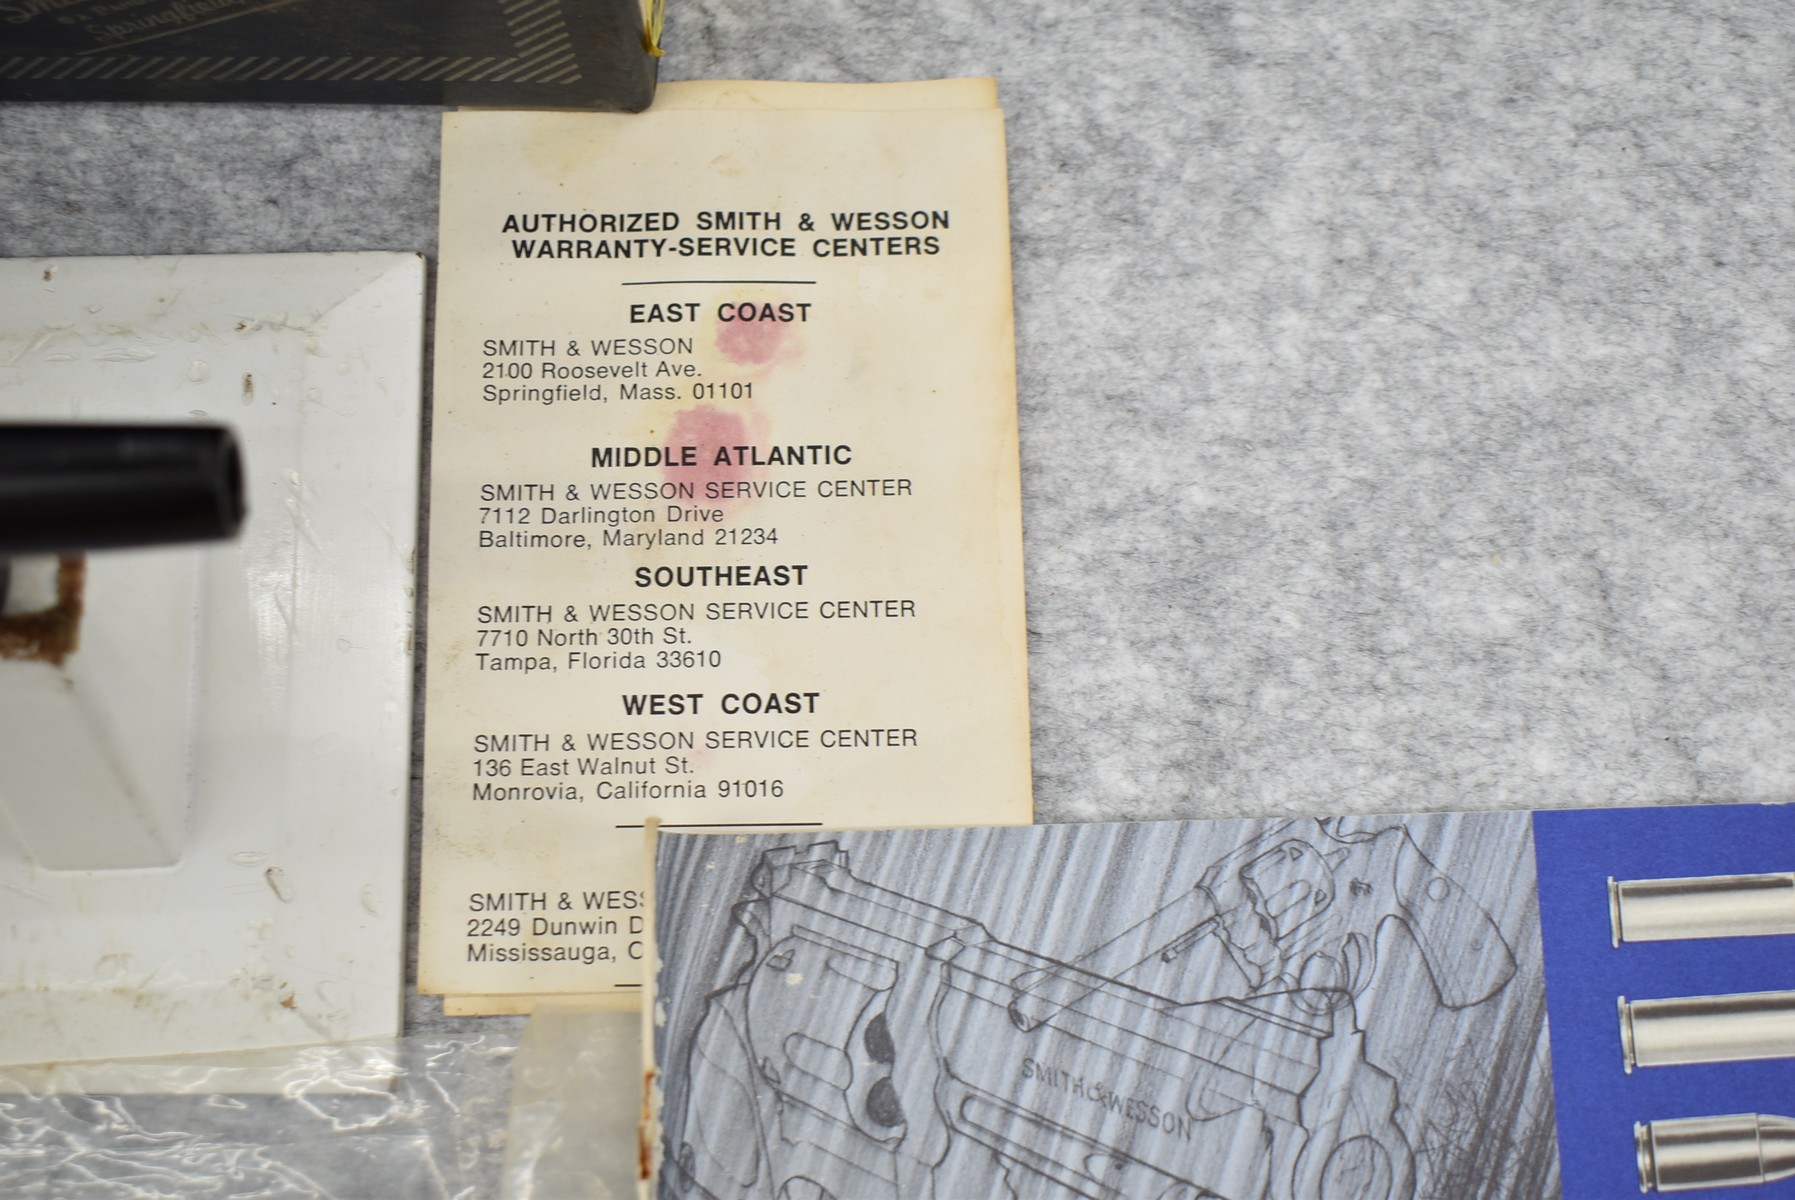 Springfield
AUTHORIZED SMITH & WESSON
WARRANTY-SERVICE CENTERS
EAST COAST
SMITH & WESSON
2100 Roosevelt Ave.
Springfield, Mass. 01101
MIDDLE ATLANTIC
SMITH & WESSON SERVICE CENTER
7112 Darlington Drive
Baltimore, Maryland 21234
SOUTHEAST
SMITH & WESSON SERVICE CENTER
7710 North 30th St.
Tampa, Florida 33610
WEST COAST
SMITH & WESSON SERVICE CENTER
136 East Walnut St.
Monrovia, California 91016
SMITH & WES
2249 Dunwin D
Mississauga,
SMITH & WESSON